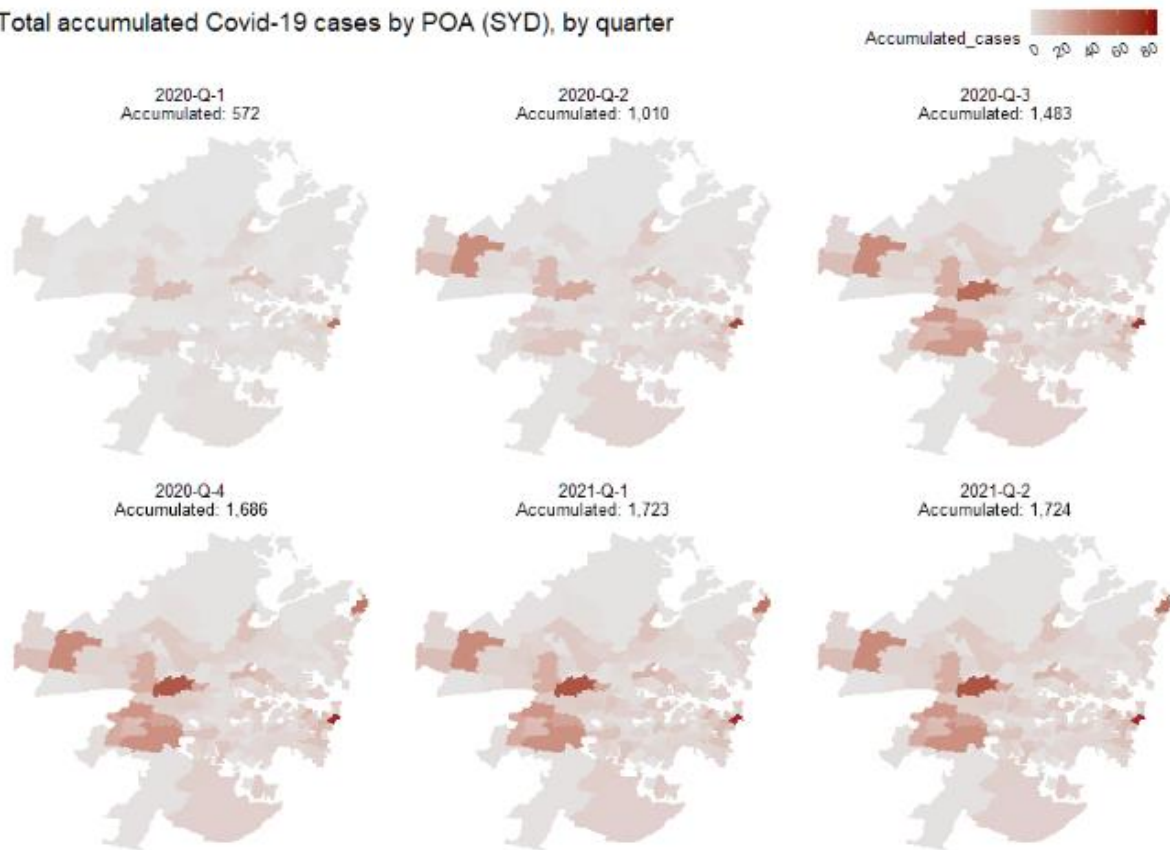 Total accumulated Covid-19 cases by POA (SYD), by quarter
Accumulated_cases
0 20 40 60 80
2020-Q-1
Accumulated: 572
2020-Q-2
Accumulated: 1,010
2020-Q-3
Accumulated: 1,483
2020-Q-4
Accumulated: 1,686
2021-Q-1
Accumulated: 1,723
2021-Q-2
Accumulated: 1,724